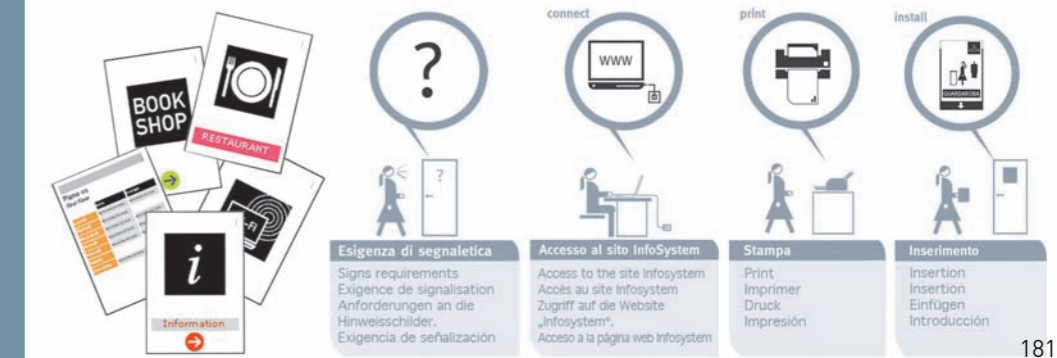 BOOK
SHOP
RESTAURANT
Information
i
?
connect
WWW
print
install
GUARDAROBA
?
Esigenza di segnaletica
Signs requirements
Exigence de signalisation
Anforderungen an die
Hinweisschilder.
Exigencia de señalización
Accesso al sito InfoSystem
Access to the site Infosystem
Accès au site Infosystem
Zugriff auf die Website
„Infosystem“.
Acceso a la página web Infosystem
Stampa
Print
Imprimer
Druck
Impresión
Inserimento
Insertion
Insertion
Einfügen
Introducción
181